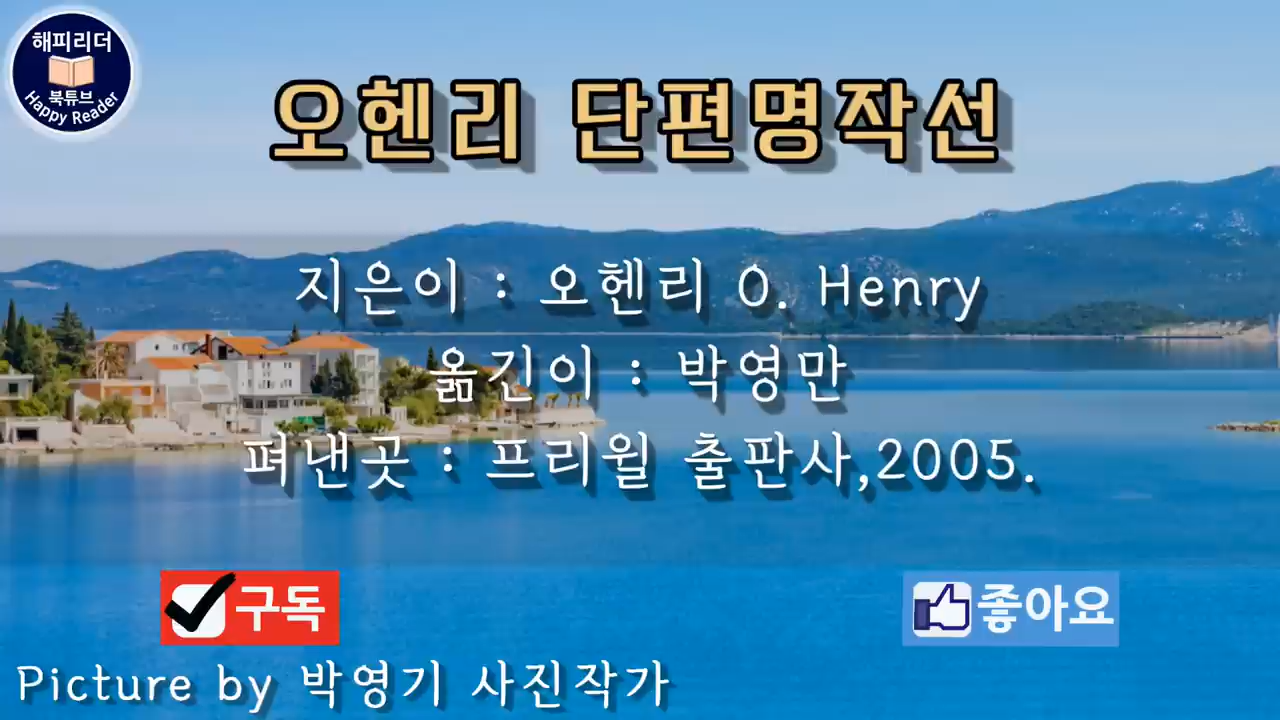 해피리더
북튜브
Happy Reader
오헨리 단편명작선
지은이 : 오헨리 O. Henry
옮긴이 : 박영만
펴낸곳 : 프리윌 출판사,2005.
구독
좋아요
Picture by 박영기 사진작가